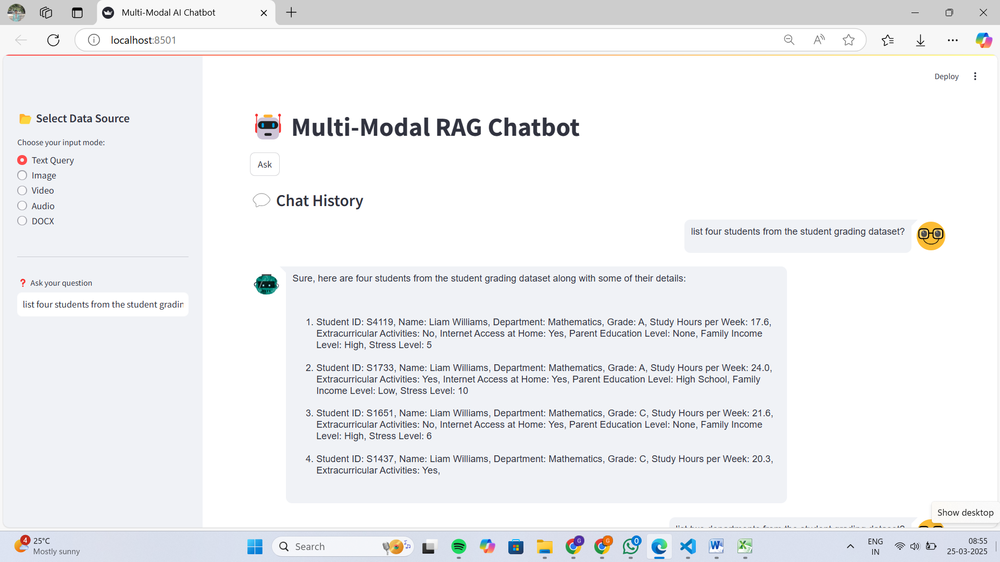 Multi-Modal AI Chatbot
localhost:8501
Deploy
Select Data Source
Choose your input mode:
Text Query
Image
Video
Audio
DOCX
Ask your question
list four students from the student gradin
Multi-Modal RAG Chatbot
Ask
Chat History
list four students from the student grading dataset?
Sure, here are four students from the student grading dataset along with some of their details:
1. Student ID: S4119, Name: Liam Williams, Department: Mathematics, Grade: A, Study Hours per Week: 17.6,
Extracurricular Activities: No, Internet Access at Home: Yes, Parent Education Level: None, Family Income
Level: High, Stress Level: 5
2. Student ID: S1733, Name: Liam Williams, Department: Mathematics, Grade: A, Study Hours per Week: 24.0,
Extracurricular Activities: Yes, Internet Access at Home: Yes, Parent Education Level: High School, Family
Income Level: Low, Stress Level: 10
3. Student ID: S1651, Name: Liam Williams, Department: Mathematics, Grade: C, Study Hours per Week: 21.6,
Extracurricular Activities: No, Internet Access at Home: Yes, Parent Education Level: None, Family Income
Level: High, Stress Level: 6
4. Student ID: S1437, Name: Liam Williams, Department: Mathematics, Grade: C, Study Hours per Week: 20.3,
Extracurricular Activities: Yes,
list two departments from the student grading dataset?
Show desktop
4
25°C
Mostly sunny
Search
G
G
0
ENG
IN
08:55
25-03-2025